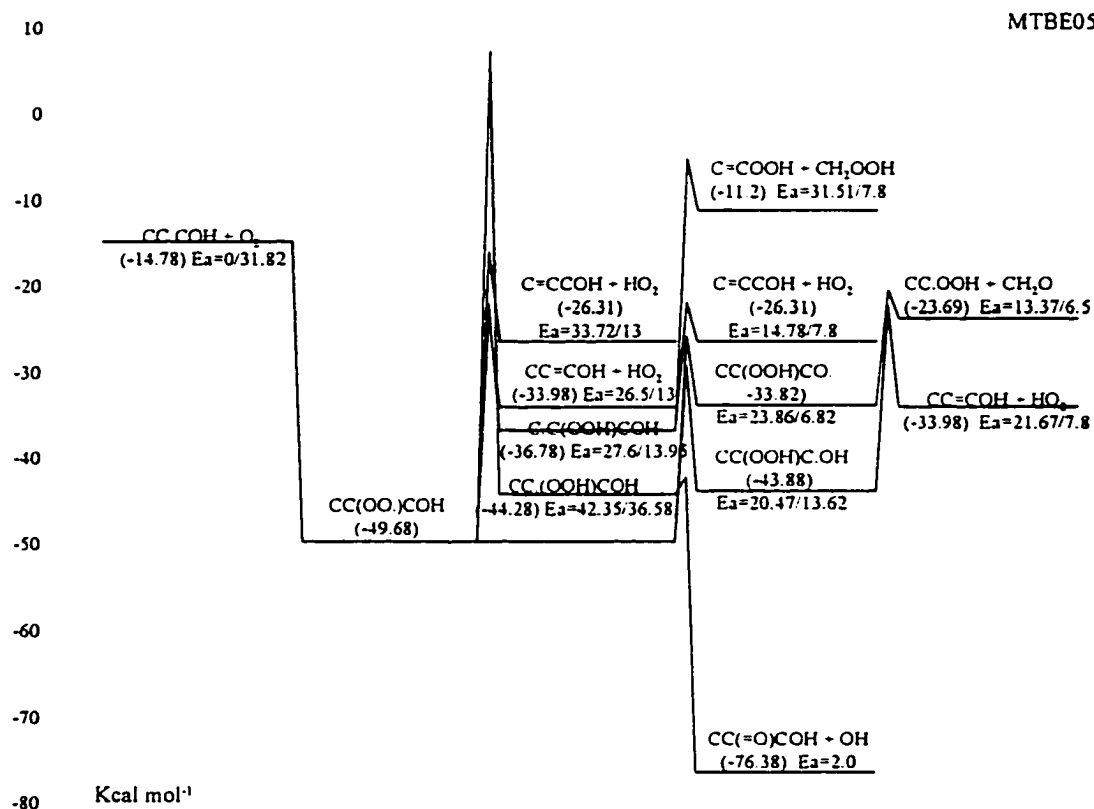 MTBE05
10
0
-10
-20
-30
-40
-50
-60
-70
-80
Kcal mol⁻¹
CC.COH + O₂
(-14.78) Ea=0/31.82
CC(OO.)COH
(-49.68)
C=CCOH + HO₂
(-26.31)
Ea=33.72/13
CC=COH + HO₂
(-33.98) Ea=26.5/13
C.C(OOH)COH
(-36.78) Ea=27.6/13.95
CC.(OOH)COH
(-44.28) Ea=42.35/36.58
C=COOH + CH₂OOH
(-11.2) Ea=31.51/7.8
C=CCOH + HO₂
(-26.31)
Ea=14.78/7.8
CC(OOH)CO.
-33.82
Ea=23.86/6.82
CC(OOH)C.OH
(-43.88)
Ea=20.47/13.62
CC(=O)COH + OH
(-76.38) Ea=2.0
CC.OOH + CH₂O
(-23.69) Ea=13.37/6.5
CC=COH + HO₂
(-33.98) Ea=21.67/7.8